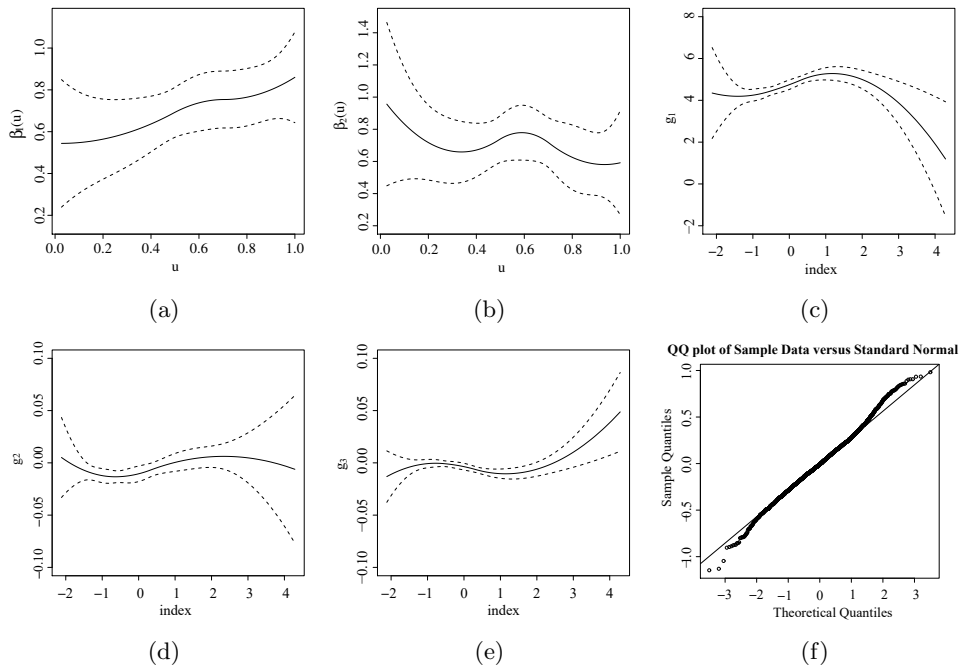 β1(u)
0.2 0.4 0.6 0.8 1.0
0.0 0.2 0.4 0.6 0.8 1.0
u
(a)
β2(u)
0.2 0.4 0.6 0.8 1.0 1.2 1.4
0.0 0.2 0.4 0.6 0.8 1.0
u
(b)
g1
−2 0 2 4 6 8
−2 −1 0 1 2 3 4
index
(c)
g2
−0.10 −0.05 0.00 0.05 0.10
−2 −1 0 1 2 3 4
index
(d)
g3
−0.10 −0.05 0.00 0.05 0.10
−2 −1 0 1 2 3 4
index
(e)
QQ plot of Sample Data versus Standard Normal
Sample Quantiles
−1.0 −0.5 0.0 0.5 1.0
−3 −2 −1 0 1 2 3
Theoretical Quantiles
(f)